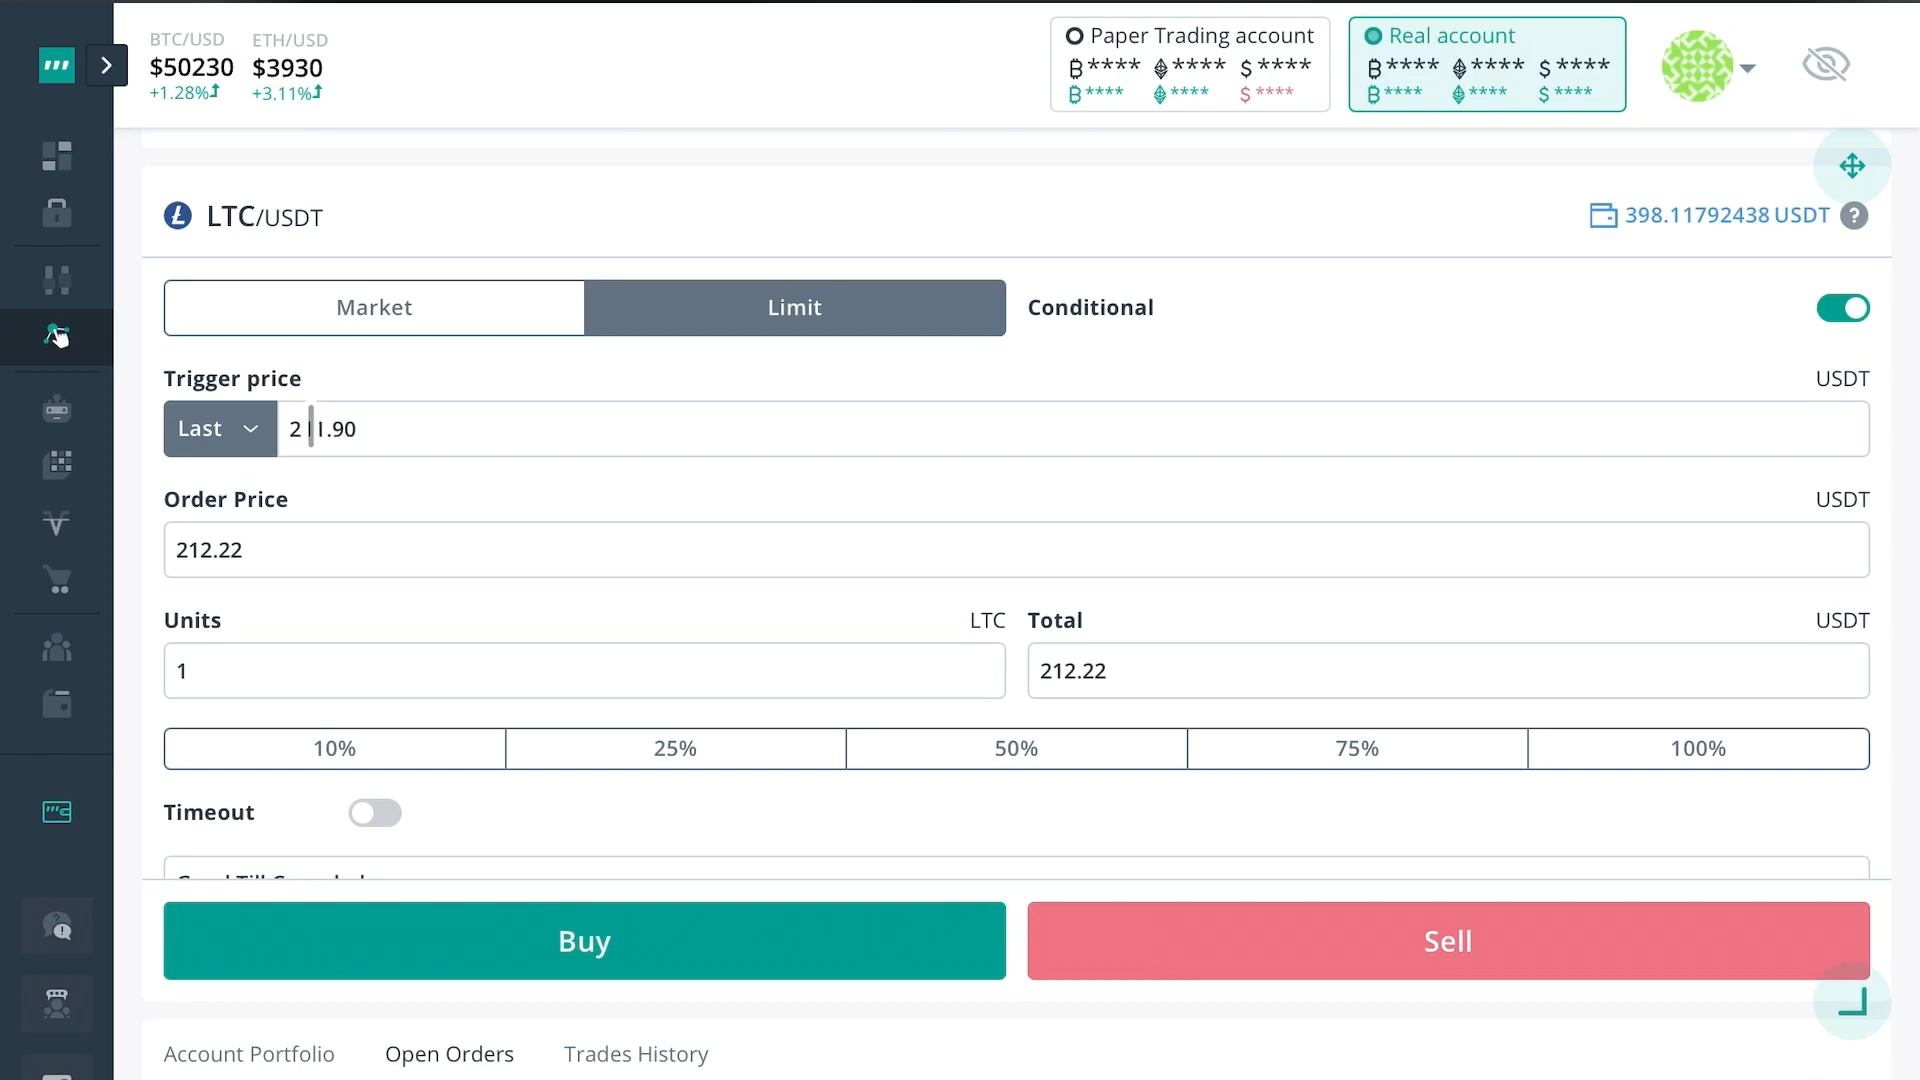 BTC/USD ETH/USD
$50230 $3930
+1.28% +3.11%
Paper Trading account
**** **** $ ****
**** **** $ ****
Real account
**** **** $ ****
**** **** $ ****
LTC/USDT
398.11792438 USDT ?
Market Limit Conditional
Trigger price USDT
Last 211.90
Order Price USDT
212.22
Units LTC Total USDT
1 212.22
10% 25% 50% 75% 100%
Timeout
Buy Sell
Account Portfolio Open Orders Trades History